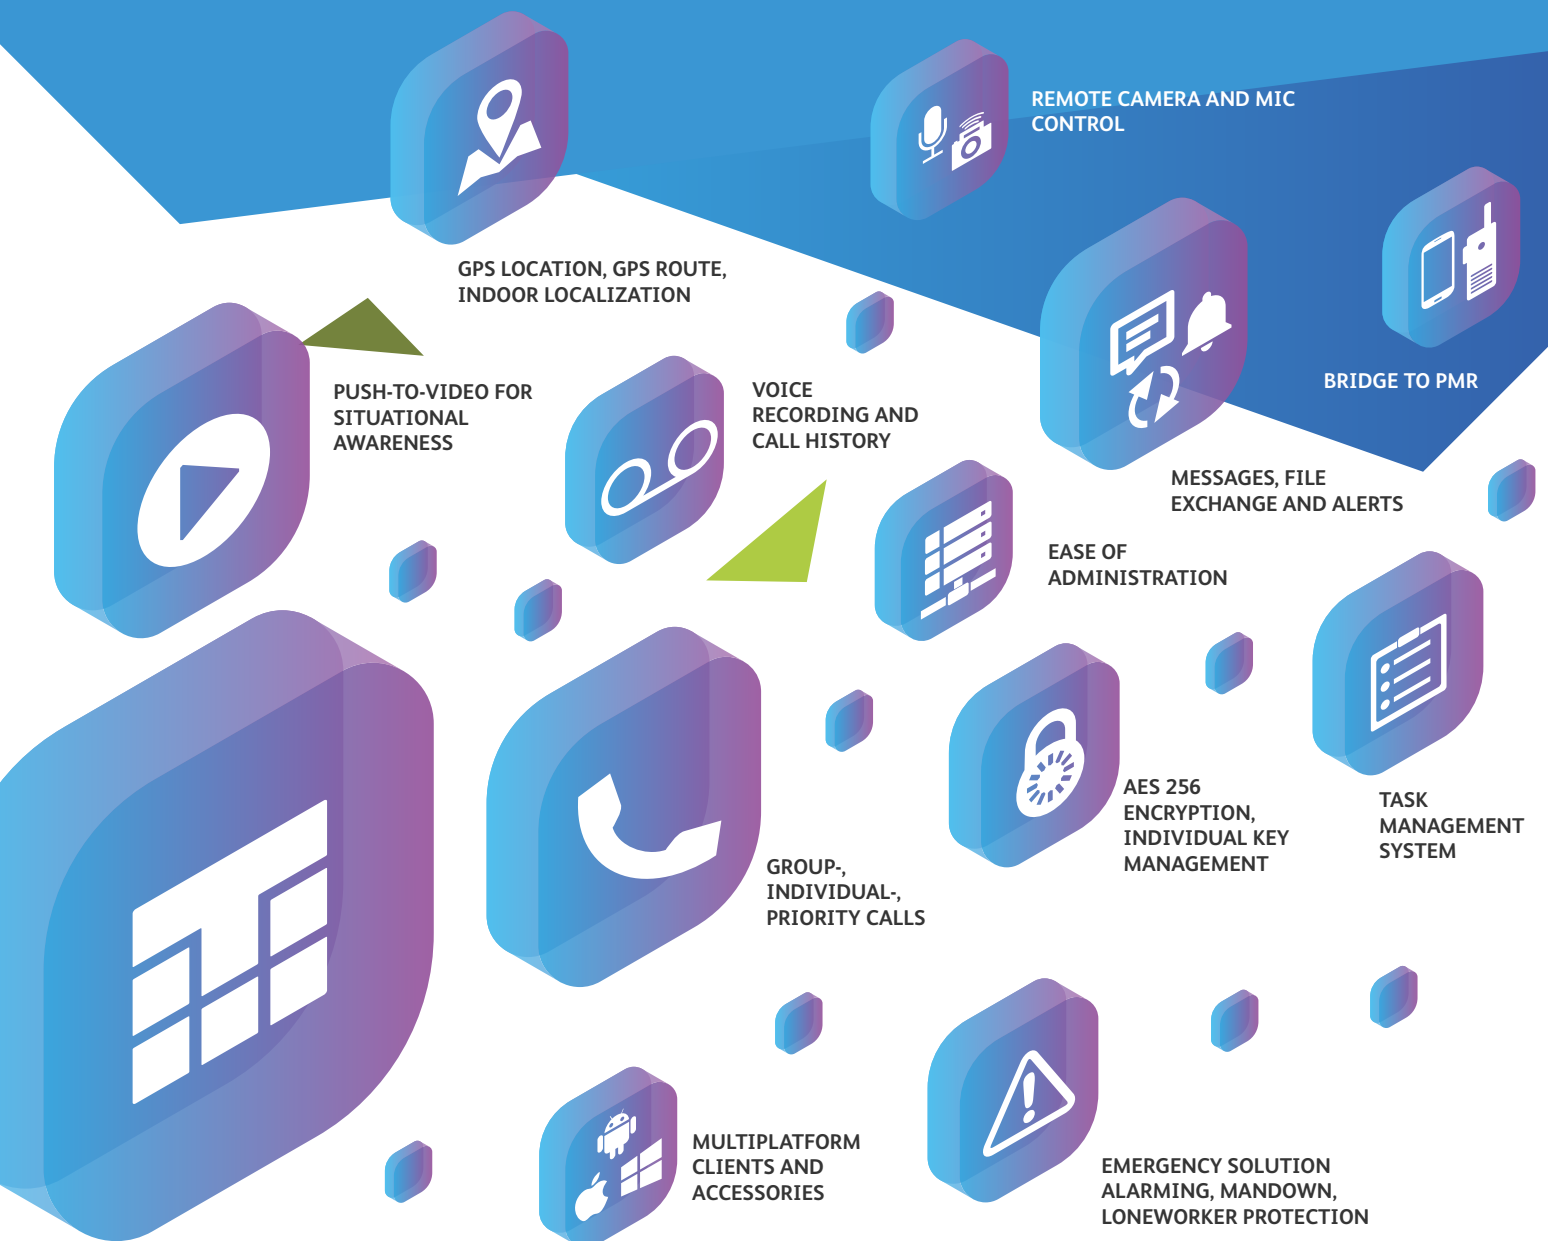 REMOTE CAMERA AND MIC
CONTROL
GPS LOCATION, GPS ROUTE,
INDOOR LOCALIZATION
BRIDGE TO PMR
PUSH-TO-VIDEO FOR
SITUATIONAL
AWARENESS
VOICE
RECORDING AND
CALL HISTORY
MESSAGES, FILE
EXCHANGE AND ALERTS
EASE OF
ADMINISTRATION
AES 256
ENCRYPTION,
INDIVIDUAL KEY
MANAGEMENT
TASK
MANAGEMENT
SYSTEM
GROUP-,
INDIVIDUAL-,
PRIORITY CALLS
MULTIPLATFORM
CLIENTS AND
ACCESSORIES
EMERGENCY SOLUTION
ALARMING, MANDOWN,
LONEWORKER PROTECTION